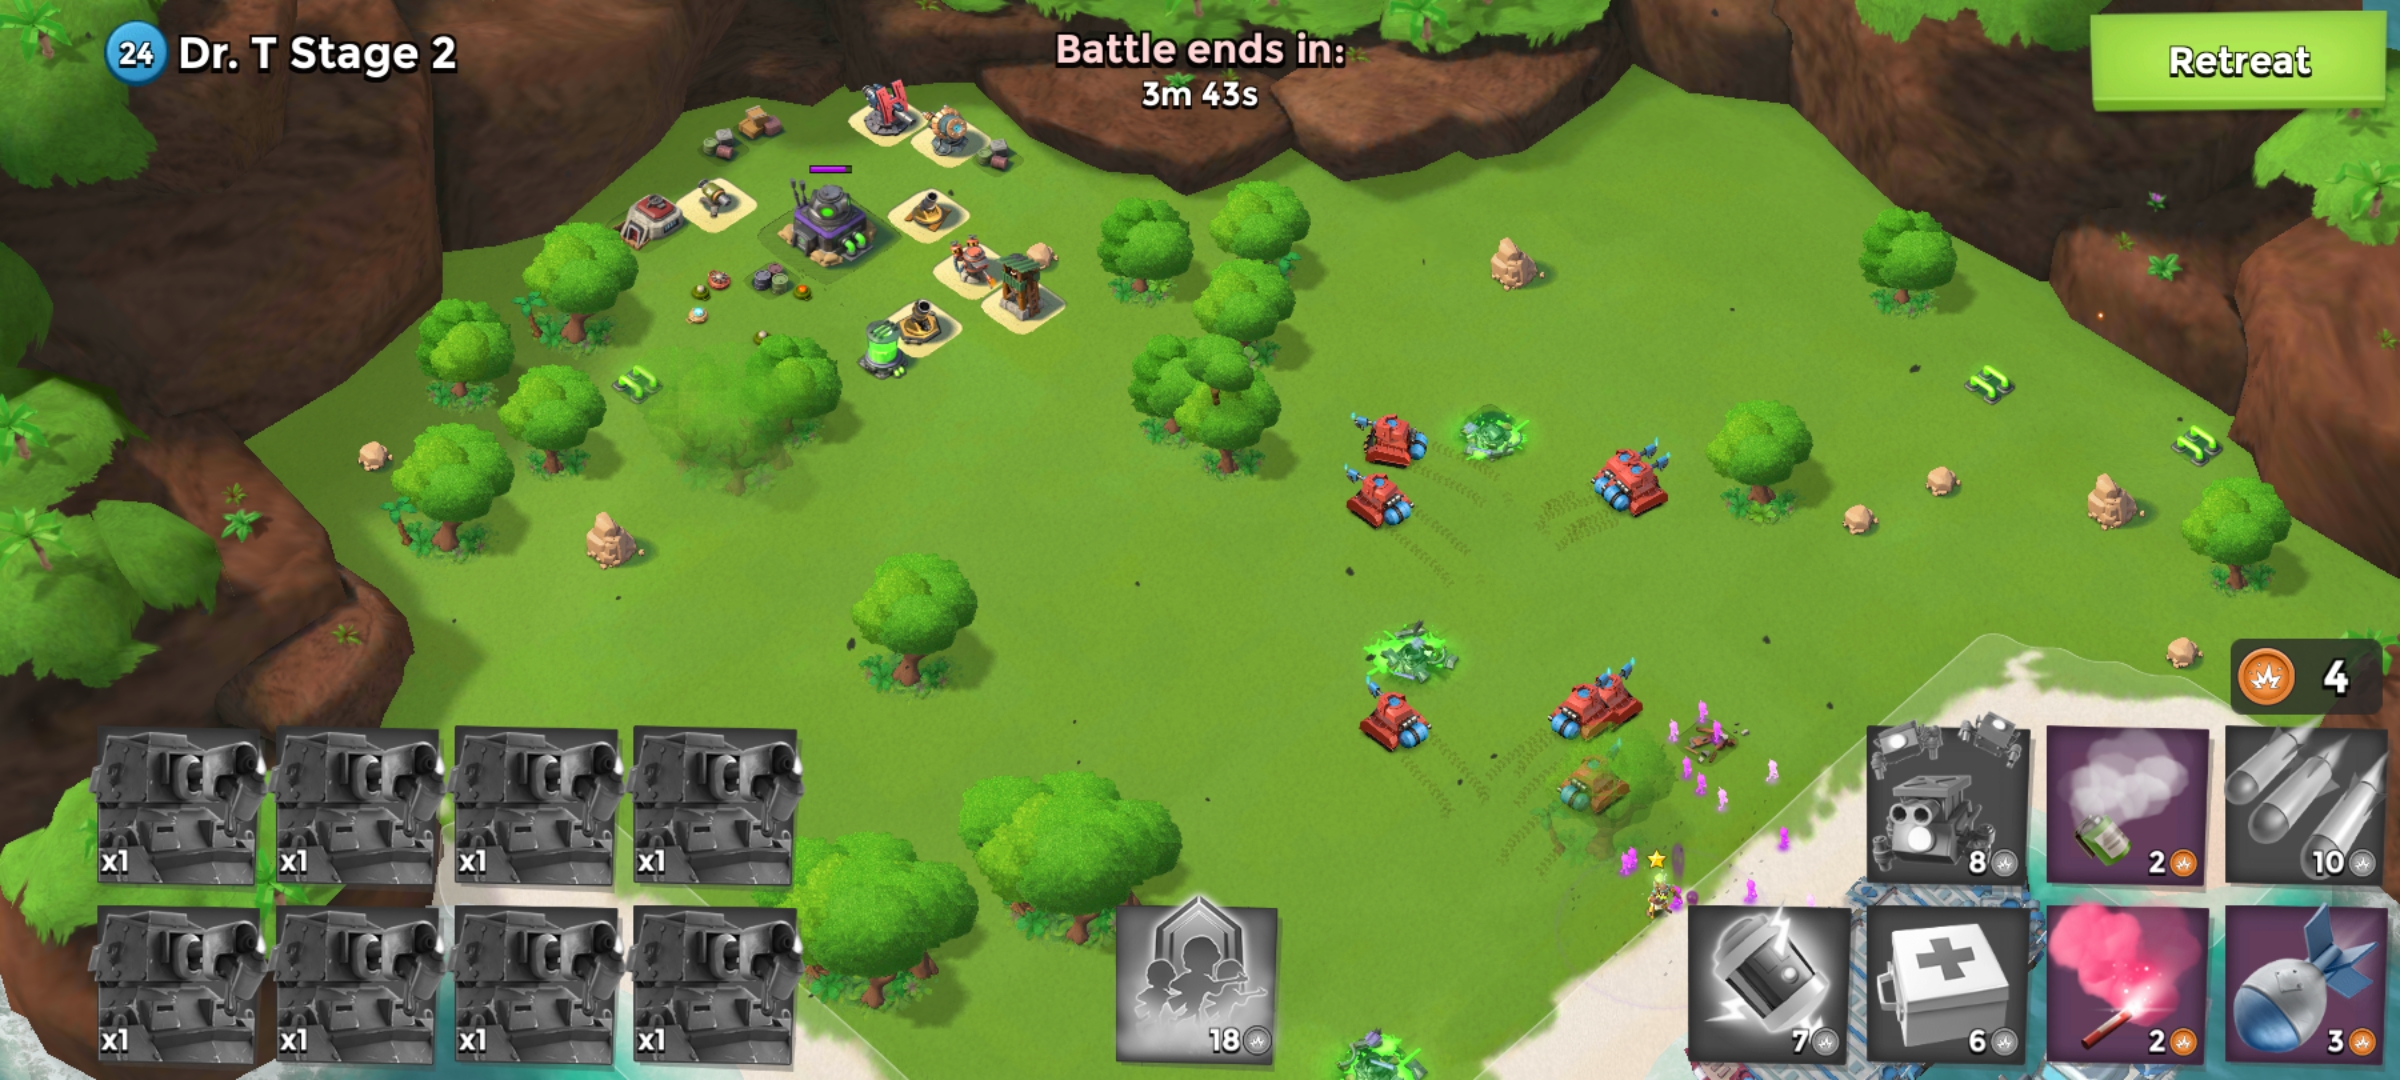 24 Dr. T Stage 2
Battle ends in:
3m 43s
Retreat
4
x1 x1 x1 x1
8 2 10
x1 x1 x1 x1
18
7 6 2 3